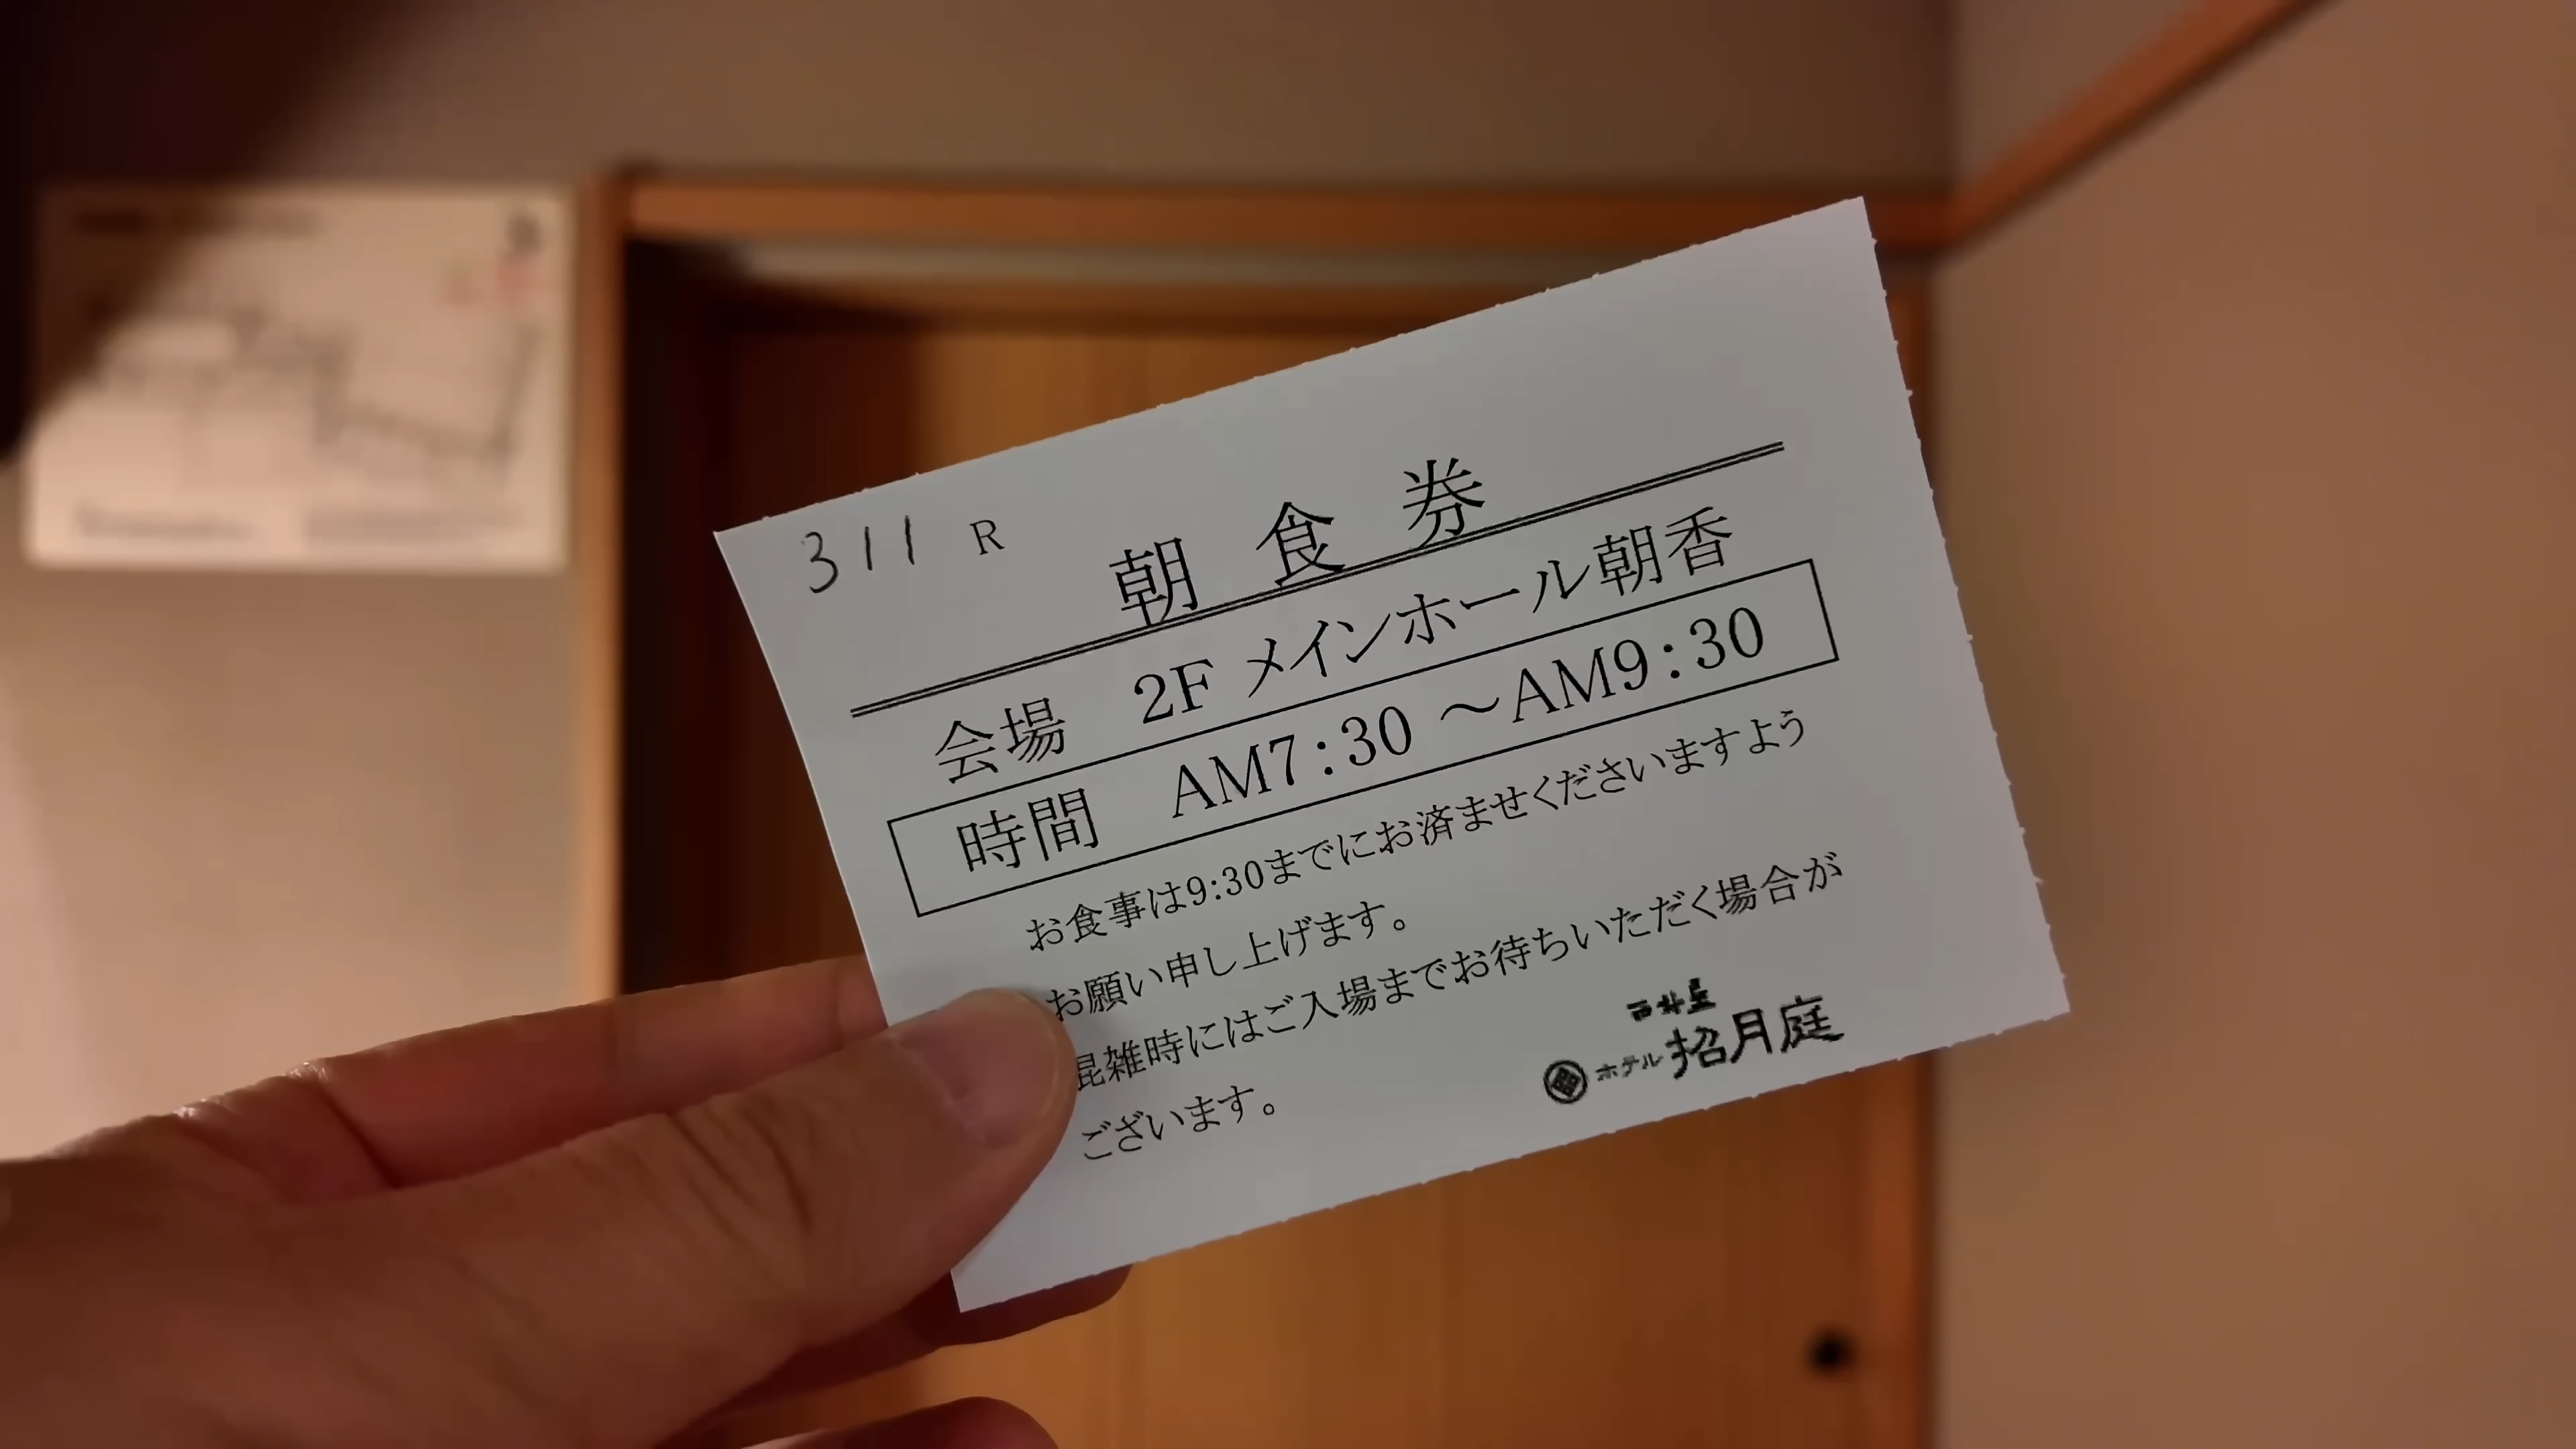 311 R
朝食券
会場 2F メインホール朝香
時間 AM7:30 ～AM9:30
お食事は9:30までにお済ませくださいますよう
お願い申し上げます。
混雑時にはご入場までお待ちいただく場合が
ございます。
西村屋
ホテル 招月庭